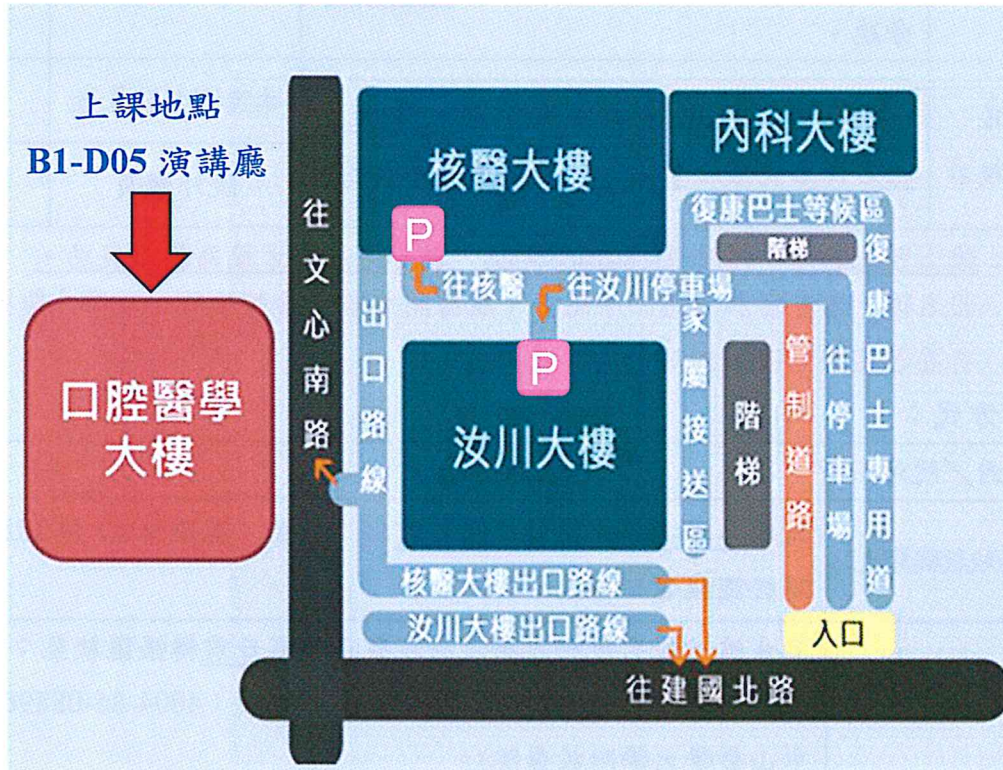 上課地點
B1-D05 演講廳
口腔醫學
大樓
往文心南路
核醫大樓
內科大樓
復康巴士等候區
階梯
復康巴士專用道
P
往核醫
往汝川停車場
出口路線
P
汝川大樓
家屬接送區
階梯
管制道路
往停車場
核醫大樓出口路線
汝川大樓出口路線
入口
往建國北路